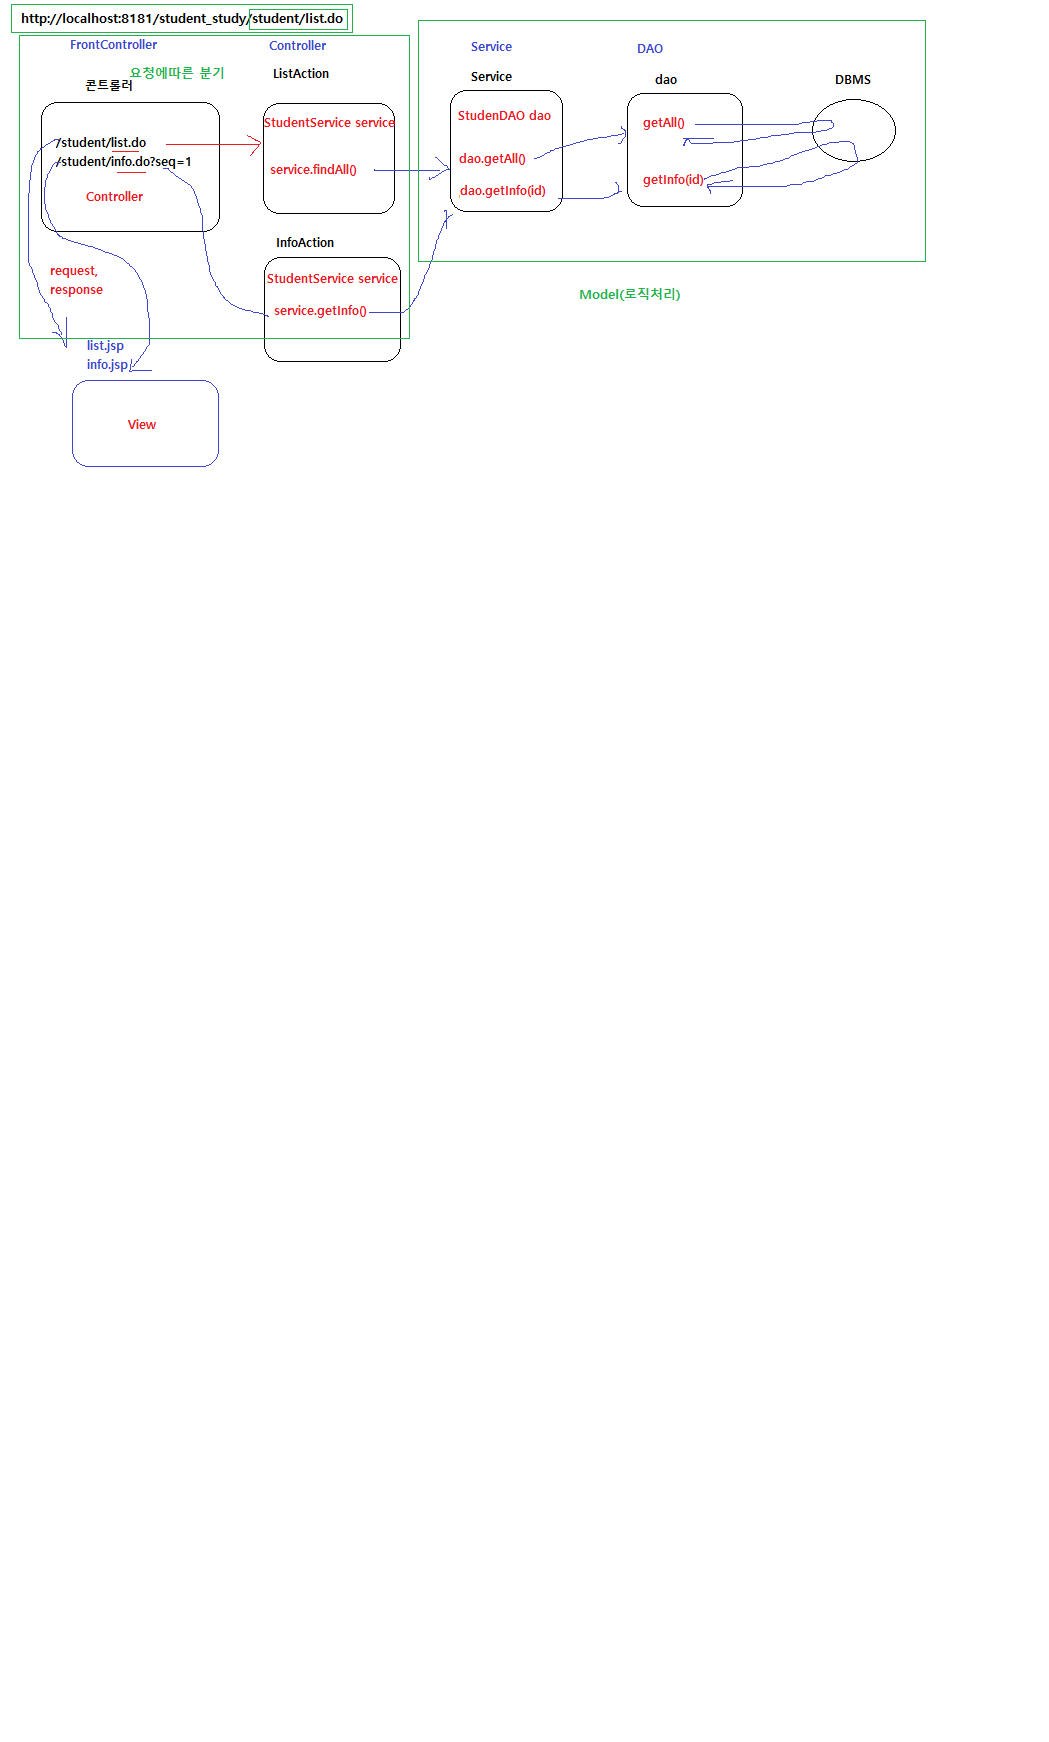 http://localhost:8181/student_study/student/list.do
FrontController
Controller
요청에따른 분기
콘트롤러
ListAction
/student/list.do
/student/info.do?seq=1
Controller
StudentService service
service.findAll()
InfoAction
StudentService service
service.getInfo()
request,
response
list.jsp
info.jsp
View
Service
DAO
Service
dao
DBMS
StudenDAO dao
dao.getAll()
dao.getInfo(id)
getAll()
getInfo(id)
Model(로직처리)